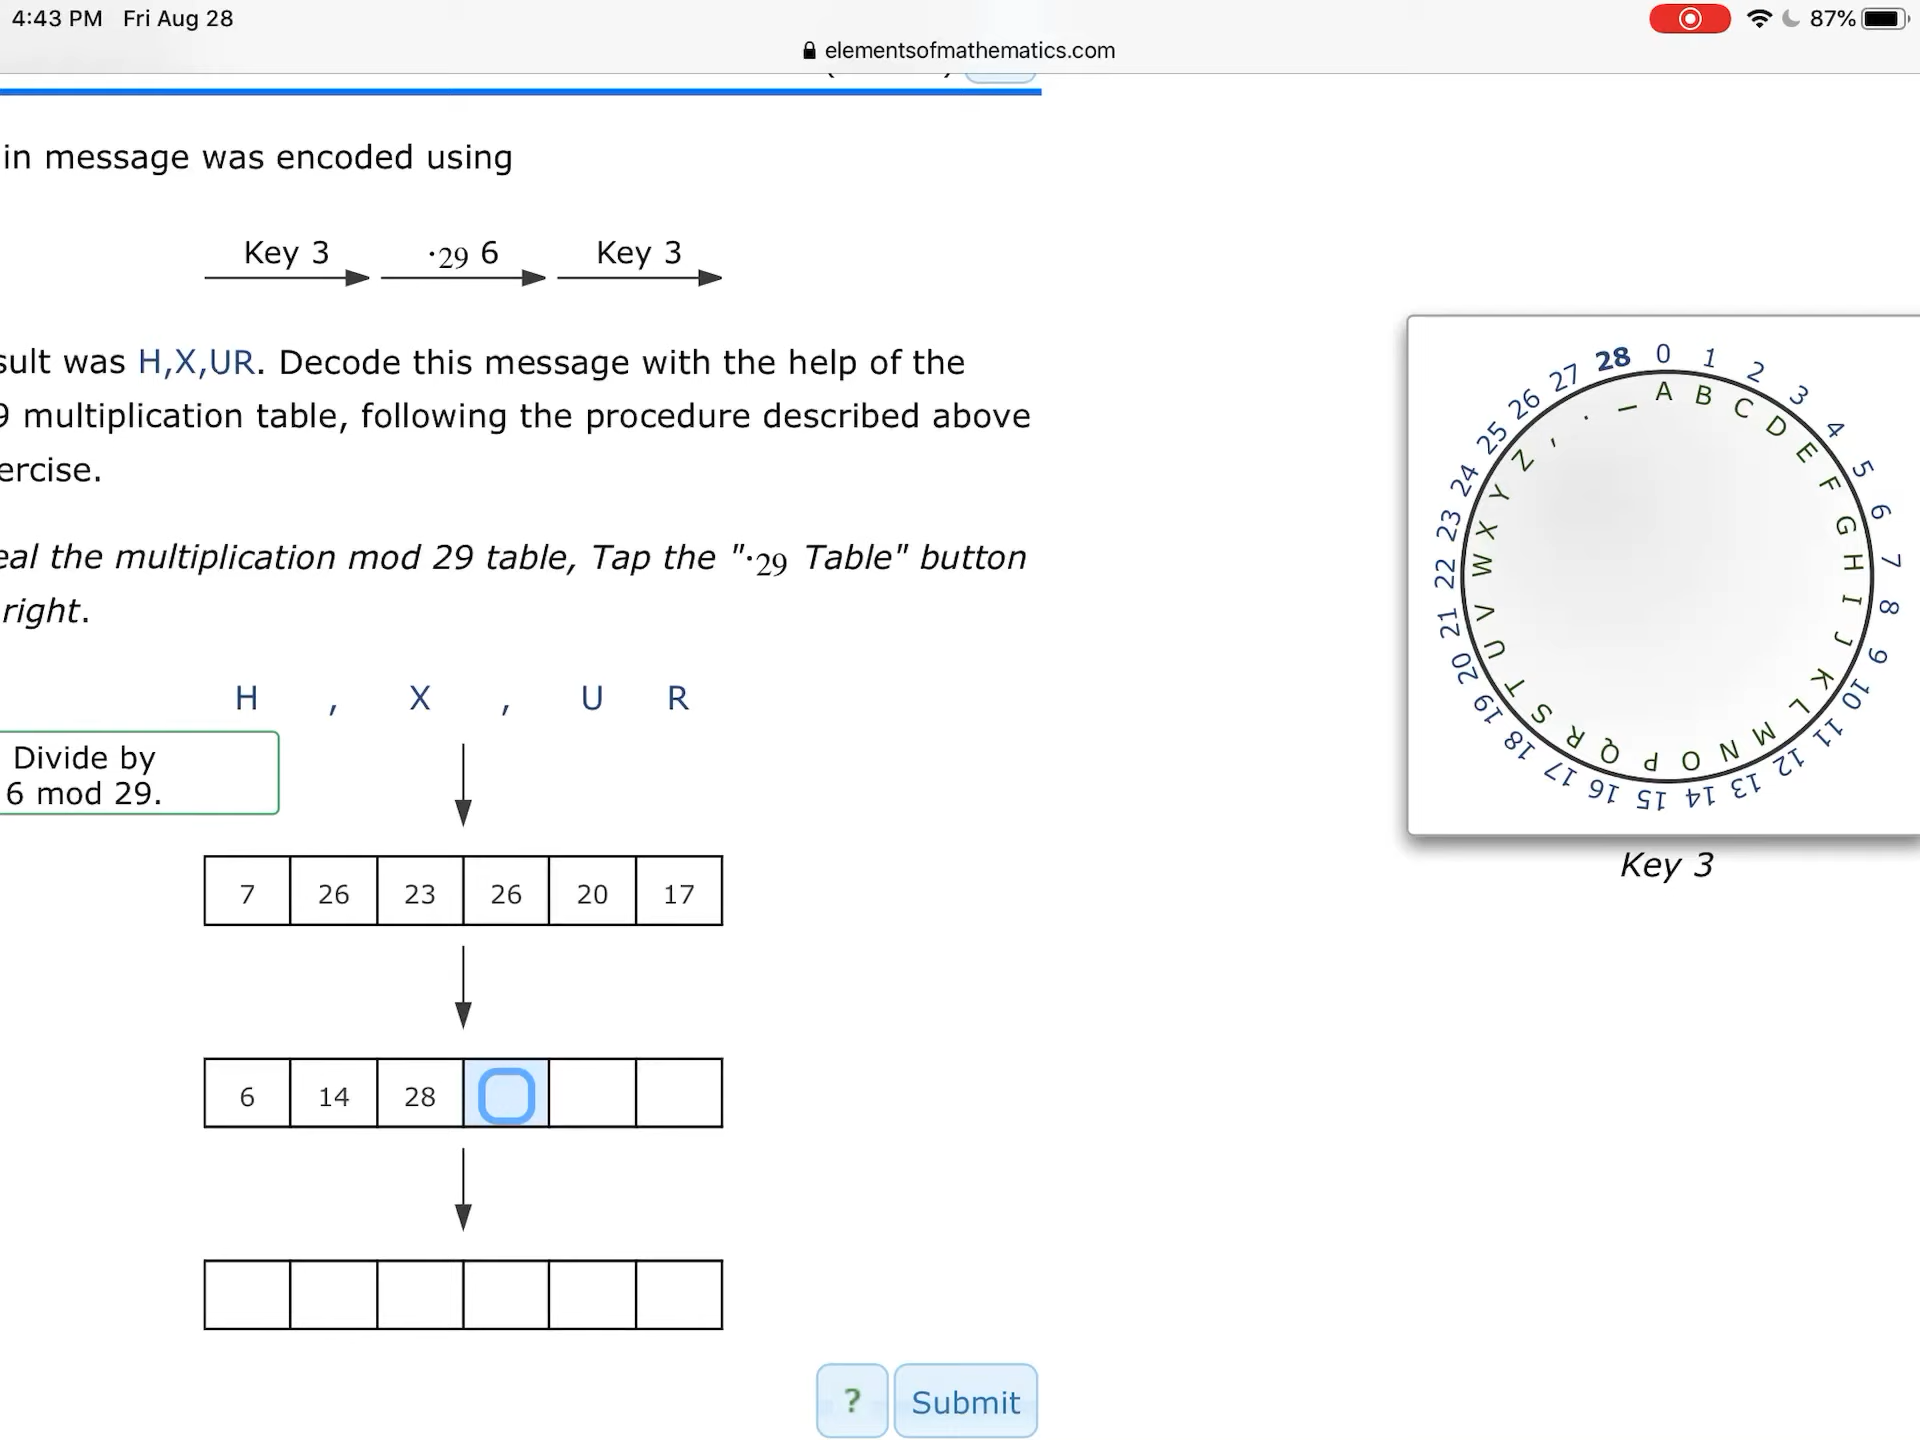 4:43 PM Fri Aug 28
87%
elementsofmathematics.com
in message was encoded using
Key 3 ·29 6 Key 3
sult was H,X,UR. Decode this message with the help of the
9 multiplication table, following the procedure described above
ercise.
eal the multiplication mod 29 table, Tap the "·29 Table" button
right.
H , X , U R
Divide by
6 mod 29.
7 26 23 26 20 17
6 14 28
? Submit
0 1 2 3 4 5 6 7 8 9 10 11 12 13 14 15 16 17 18 19 20 21 22 23 24 25 26 27 28
A B C D E F G H I J K L M N O P Q R S T U V W X Y Z , . _
Key 3